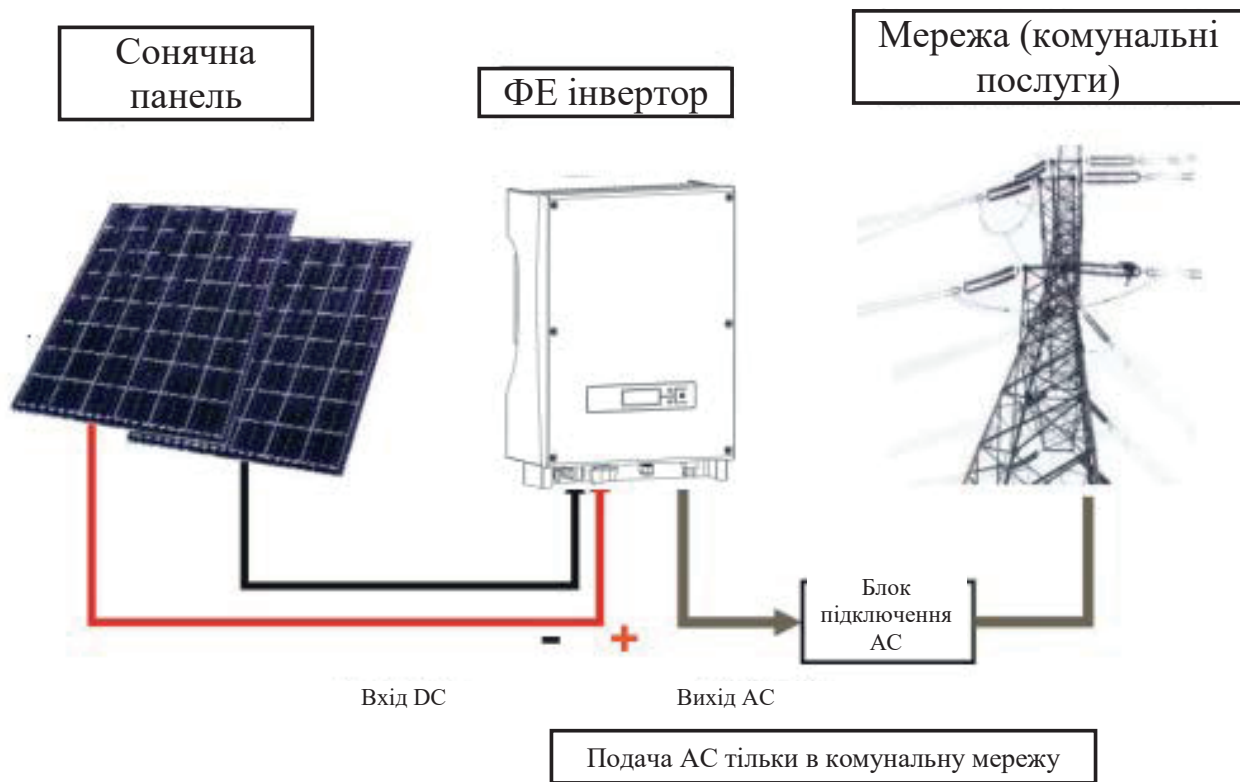 Сонячна
панель
ФЕ інвертор
Мережа (комунальні
послуги)
Блок
підключення
АС
- +
Вхід DC
Вихід АС
Подача АС тільки в комунальну мережу